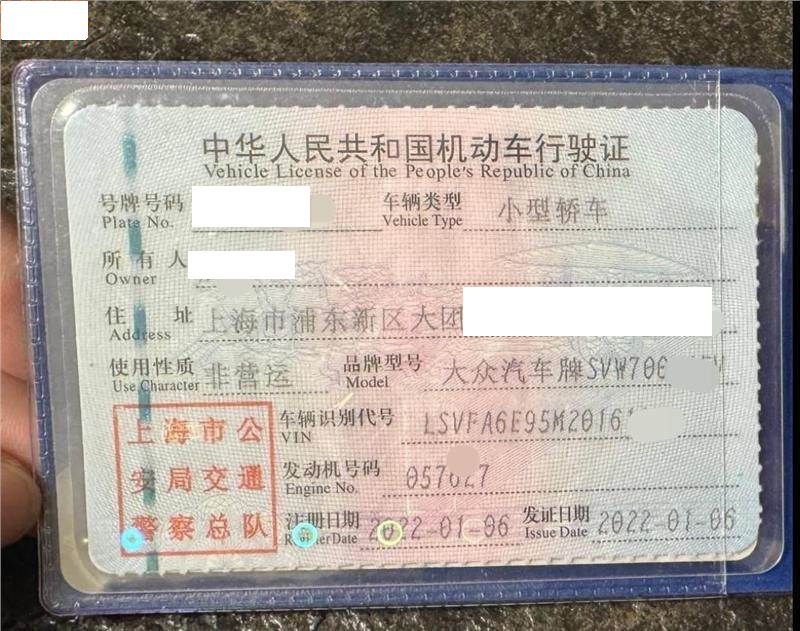 中华人民共和国机动车行驶证
Vehicle License of the People's Republic of China
号牌号码 车辆类型 小型轿车
Plate No. Vehicle Type
所有人
Owner
住址 上海市浦东新区大团
Address
使用性质 非营运 品牌型号 大众汽车牌SVW706
Use Character Model
车辆识别代号 LSVFA6E95M2016
VIN
发动机号码 057
Engine No.
注册日期 2022-01-06 发证日期 2022-01-06
Register Date Issue Date
上海市公
安局交通
警察总队